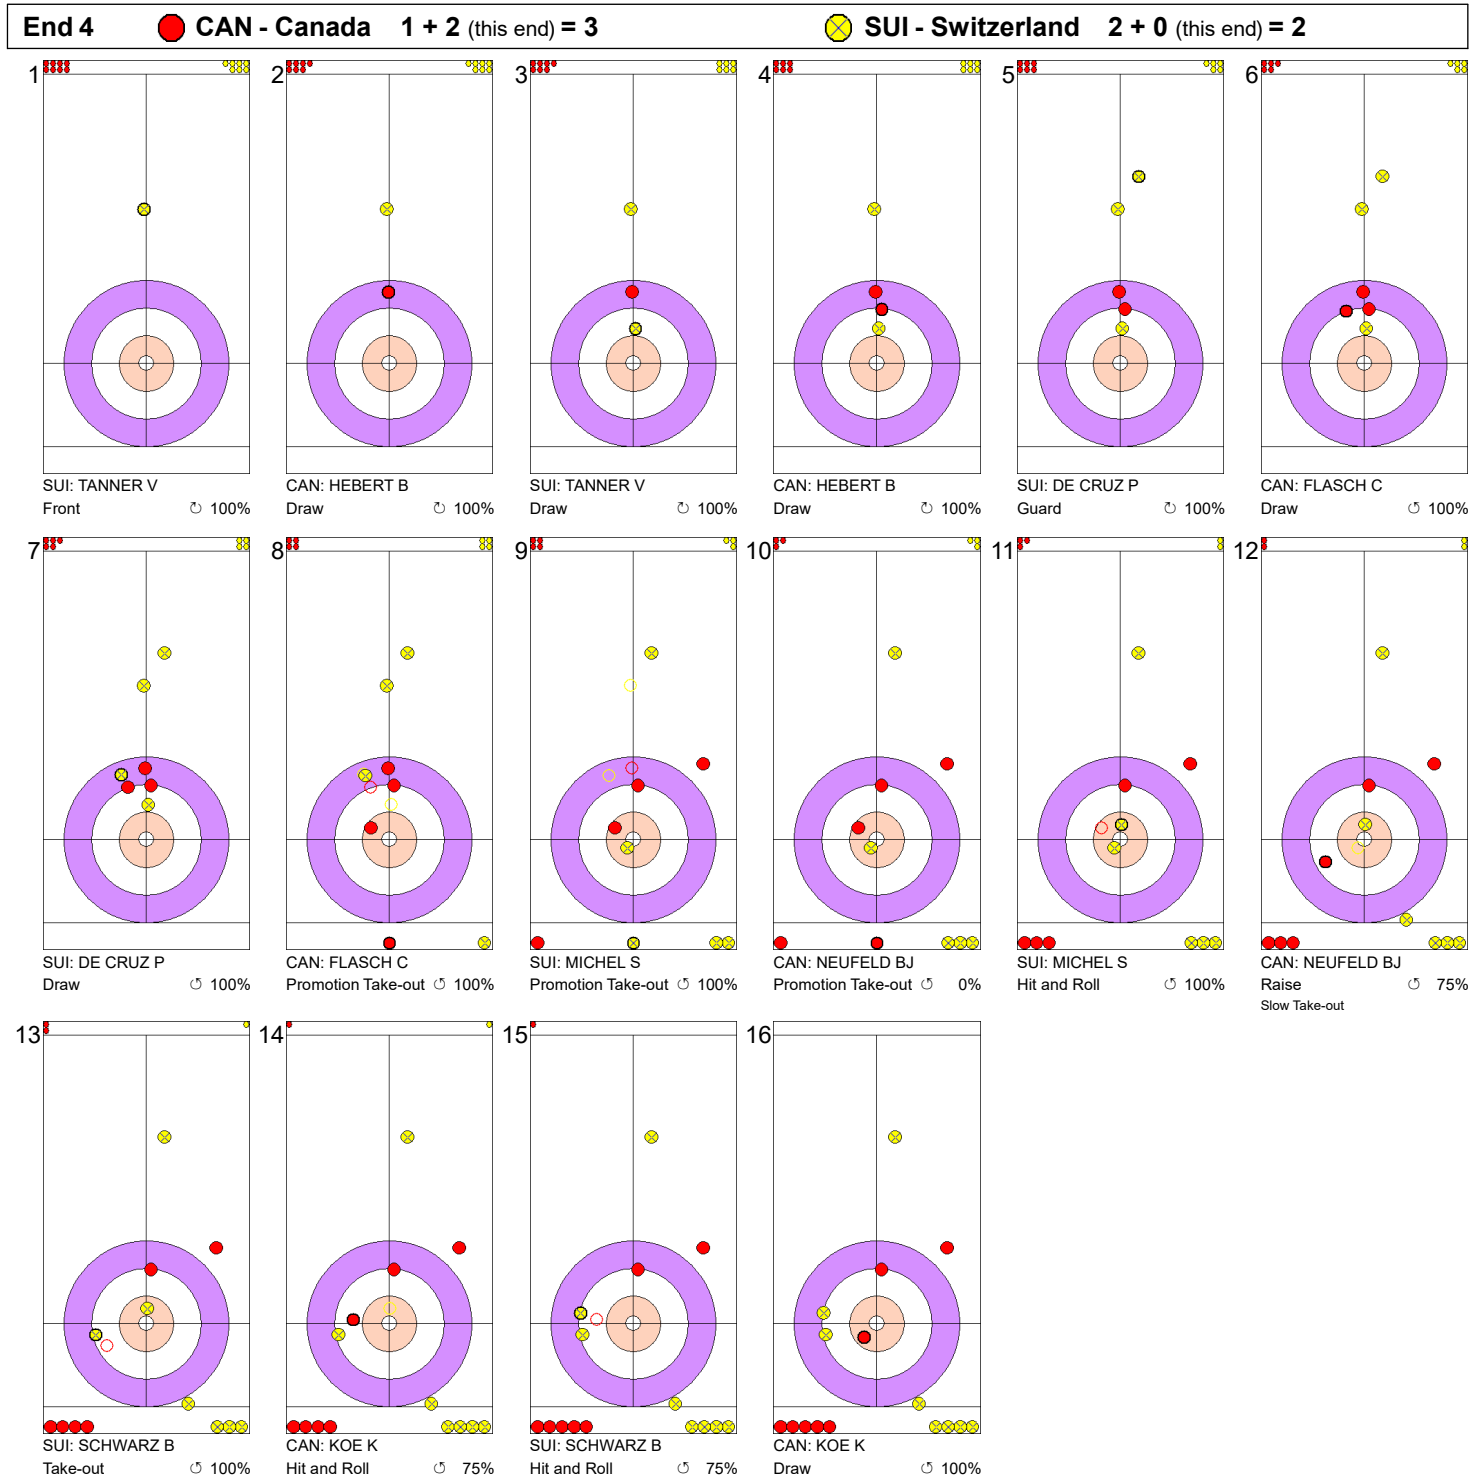 End 4 CAN - Canada 1 + 2 (this end) = 3 SUI - Switzerland 2 + 0 (this end) = 2
1 2 3 4 5 6
SUI: TANNER V CAN: HEBERT B SUI: TANNER V CAN: HEBERT B SUI: DE CRUZ P CAN: FLASCH C
Front ↻ 100% Draw ↻ 100% Draw ↻ 100% Draw ↻ 100% Guard ↻ 100% Draw ↺ 100%
7 8 9 10 11 12
SUI: DE CRUZ P CAN: FLASCH C SUI: MICHEL S CAN: NEUFELD BJ SUI: MICHEL S CAN: NEUFELD BJ
Draw ↺ 100% Promotion Take-out ↺ 100% Promotion Take-out ↺ 100% Promotion Take-out ↺ 0% Hit and Roll ↺ 100% Raise ↺ 75%
Slow Take-out
13 14 15 16
SUI: SCHWARZ B CAN: KOE K SUI: SCHWARZ B CAN: KOE K
Take-out ↺ 100% Hit and Roll ↺ 75% Hit and Roll ↺ 75% Draw ↺ 100%